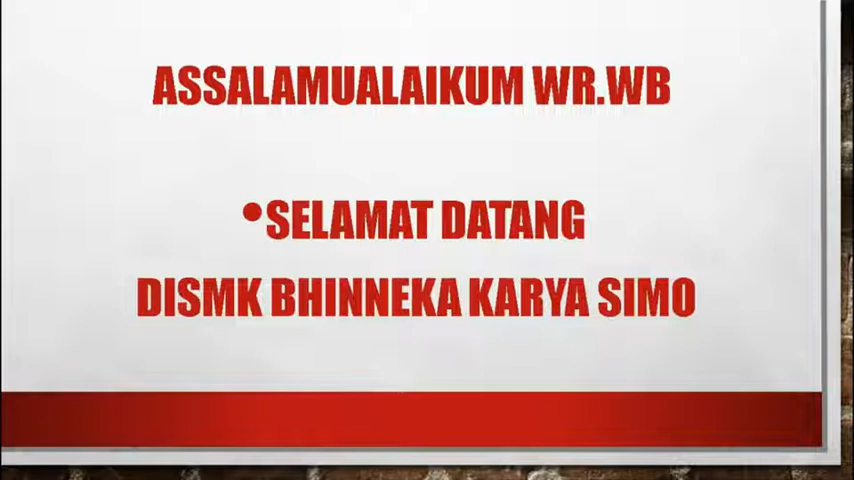 ASSALAMUALAIKUM WR.WB
•SELAMAT DATANG
DISMK BHINNEKA KARYA SIMO